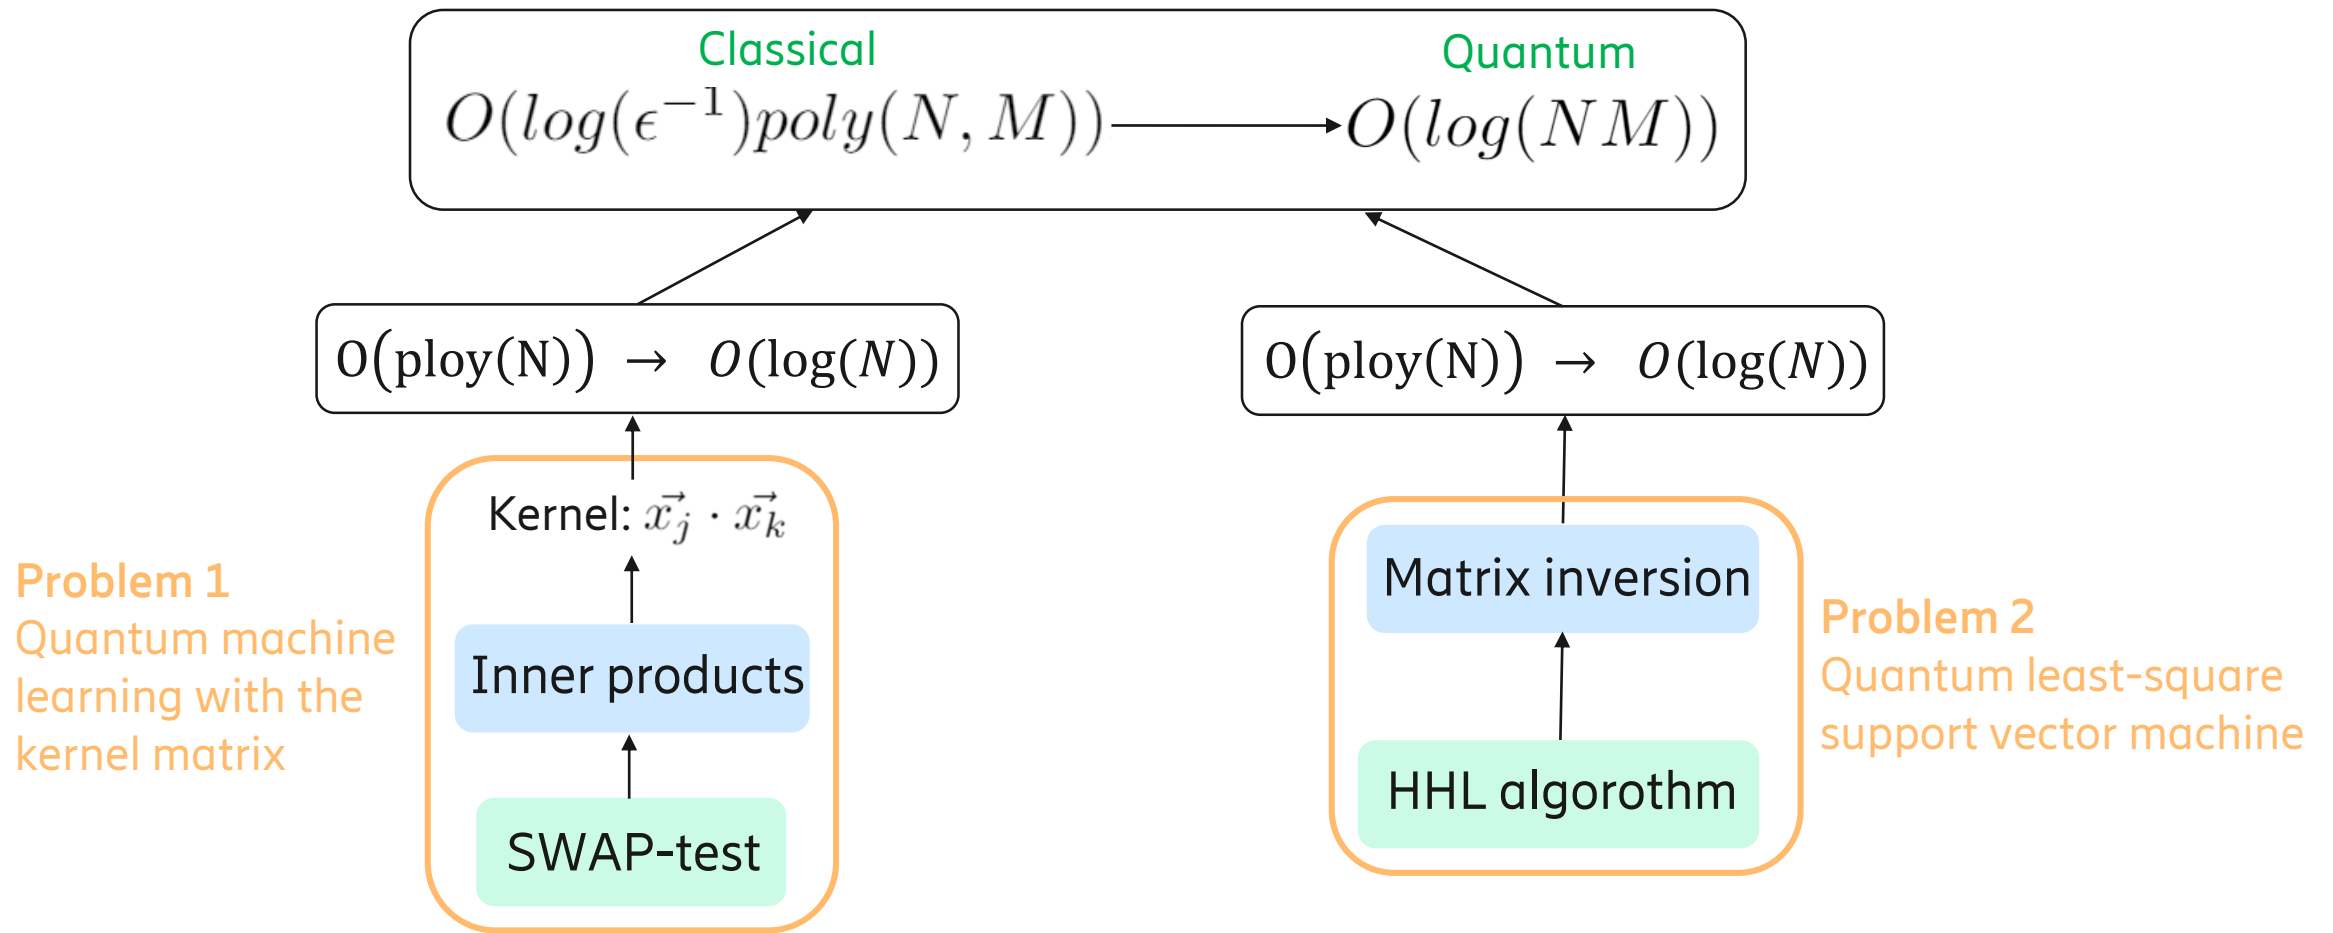 Classical
Quantum
O(log(ϵ⁻¹)poly(N, M)) → O(log(NM))
O(ploy(N)) → O(log(N))
O(ploy(N)) → O(log(N))
Kernel: x⃗ⱼ · x⃗ₖ
Problem 1
Quantum machine
learning with the
kernel matrix
Inner products
SWAP-test
Matrix inversion
HHL algorothm
Problem 2
Quantum least-square
support vector machine